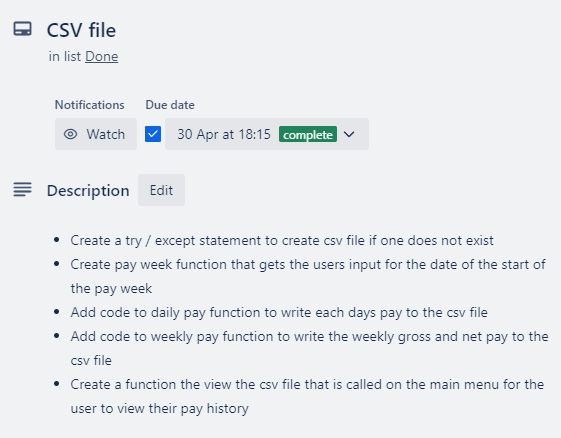 CSV file
in list Done
Notifications Due date
Watch 30 Apr at 18:15 complete
Description Edit
Create a try / except statement to create csv file if one does not exist
Create pay week function that gets the users input for the date of the start of
the pay week
Add code to daily pay function to write each days pay to the csv file
Add code to weekly pay function to write the weekly gross and net pay to the
csv file
Create a function the view the csv file that is called on the main menu for the
user to view their pay history